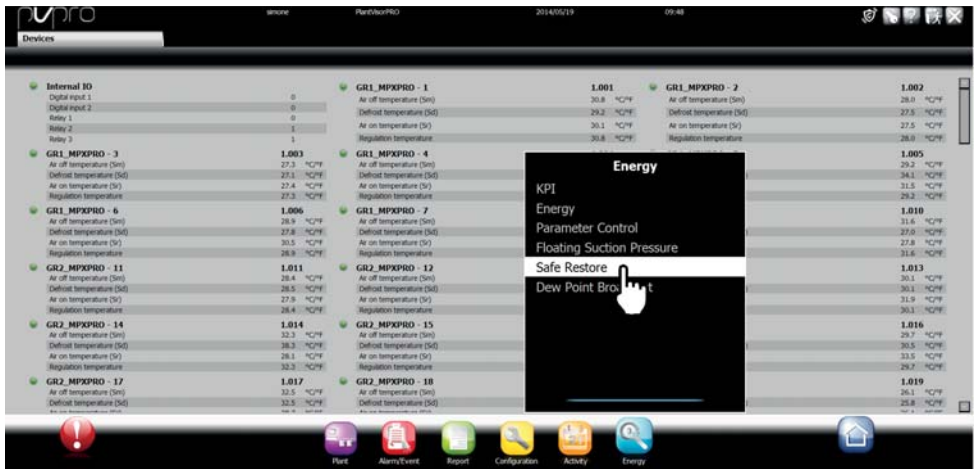 pvpro simone PlantVisorPRO 2014/05/19 09:48
Devices
Internal IO
Digital input 1 0
Digital input 2 0
Relay 1 0
Relay 2 1
Relay 3 1
GR1_MPXPRO - 1 1.001
Air off temperature (Sm) 30.8 °C/°F
Defrost temperature (Sd) 29.2 °C/°F
Air on temperature (Sr) 30.1 °C/°F
Regulation temperature 30.8 °C/°F
GR1_MPXPRO - 2 1.002
Air off temperature (Sm) 28.0 °C/°F
Defrost temperature (Sd) 27.5 °C/°F
Air on temperature (Sr) 27.5 °C/°F
Regulation temperature 28.0 °C/°F
GR1_MPXPRO - 3 1.003
Air off temperature (Sm) 27.3 °C/°F
Defrost temperature (Sd) 27.1 °C/°F
Air on temperature (Sr) 27.4 °C/°F
Regulation temperature 27.3 °C/°F
GR1_MPXPRO - 4
Air off temperature (Sm)
Defrost temperature (Sd)
Air on temperature (Sr)
Regulation temperature
1.005
29.2 °C/°F
34.1 °C/°F
31.5 °C/°F
29.2 °C/°F
GR1_MPXPRO - 6 1.006
Air off temperature (Sm) 28.9 °C/°F
Defrost temperature (Sd) 27.8 °C/°F
Air on temperature (Sr) 30.5 °C/°F
Regulation temperature 28.9 °C/°F
GR1_MPXPRO - 7
Air off temperature (Sm)
Defrost temperature (Sd)
Air on temperature (Sr)
Regulation temperature
1.010
31.6 °C/°F
27.0 °C/°F
27.8 °C/°F
31.6 °C/°F
GR2_MPXPRO - 11 1.011
Air off temperature (Sm) 28.4 °C/°F
Defrost temperature (Sd) 28.5 °C/°F
Air on temperature (Sr) 27.9 °C/°F
Regulation temperature 28.4 °C/°F
GR2_MPXPRO - 12
Air off temperature (Sm)
Defrost temperature (Sd)
Air on temperature (Sr)
Regulation temperature
1.013
30.1 °C/°F
30.1 °C/°F
31.9 °C/°F
30.1 °C/°F
GR2_MPXPRO - 14 1.014
Air off temperature (Sm) 32.3 °C/°F
Defrost temperature (Sd) 38.3 °C/°F
Air on temperature (Sr) 28.1 °C/°F
Regulation temperature 32.3 °C/°F
GR2_MPXPRO - 15
Air off temperature (Sm)
Defrost temperature (Sd)
Air on temperature (Sr)
Regulation temperature
1.016
29.7 °C/°F
30.5 °C/°F
33.5 °C/°F
29.7 °C/°F
GR2_MPXPRO - 17 1.017
Air off temperature (Sm) 32.5 °C/°F
Defrost temperature (Sd) 32.5 °C/°F
GR2_MPXPRO - 18
Air off temperature (Sm)
Defrost temperature (Sd)
1.019
26.1 °C/°F
25.8 °C/°F
Energy
KPI
Energy
Parameter Control
Floating Suction Pressure
Safe Restore
Dew Point
Plant Alarm/Event Report Configuration Activity Energy